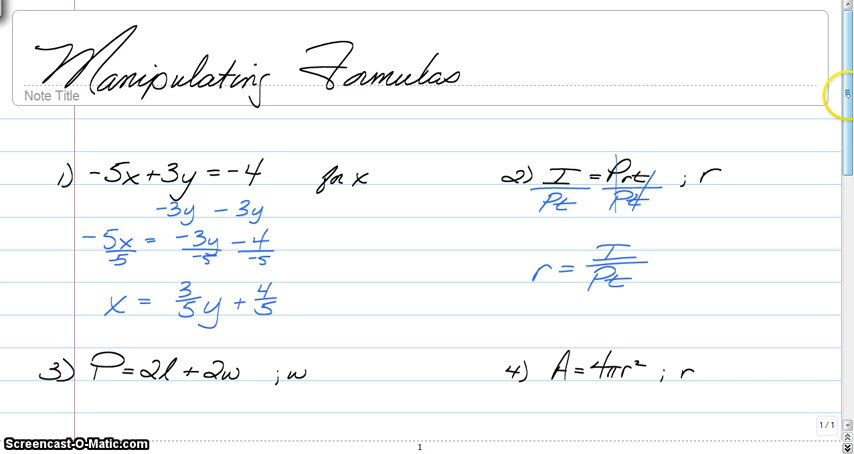 Manipulating Formulas
Note Title
1) -5x+3y=-4 for x
-3y -3y
-5x/-5 = -3y/-5 -4/-5
x = 3/5 y + 4/5
2) I/Pt = Prt/Pt ; r
r = I/Pt
3) P=2l+2w ; w
4) A=4πr² ; r
1/1
Screencast-O-Matic.com
1